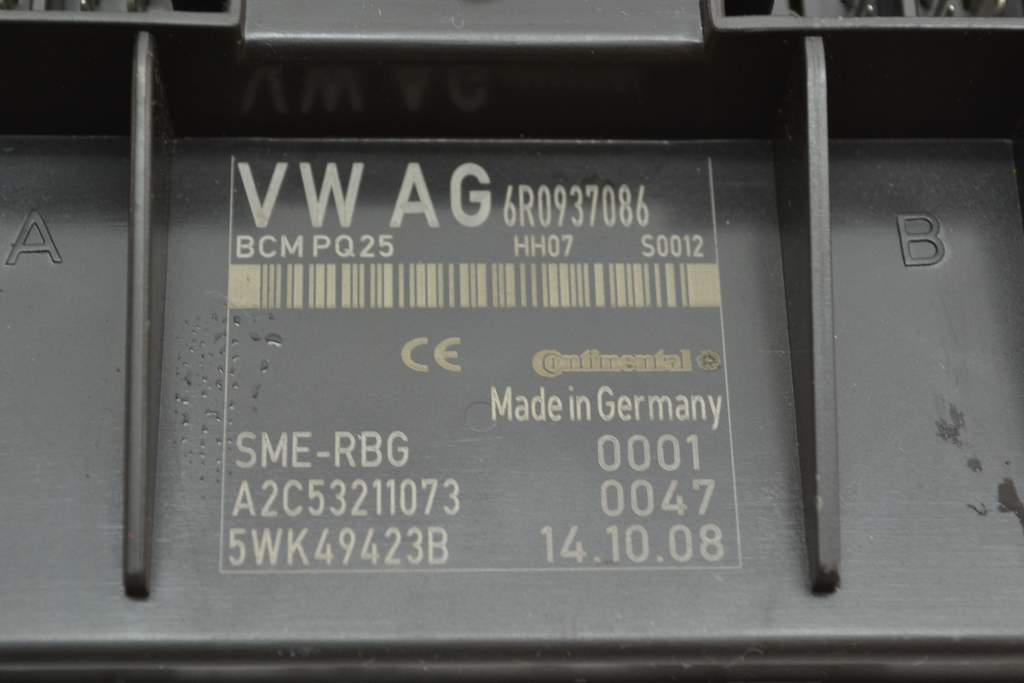 VW AG 6R0937086
BCM PQ25 HH07 S0012
A
B
CE
Continental
Made in Germany
SME-RBG 0001
A2C53211073 0047
5WK49423B 14.10.08